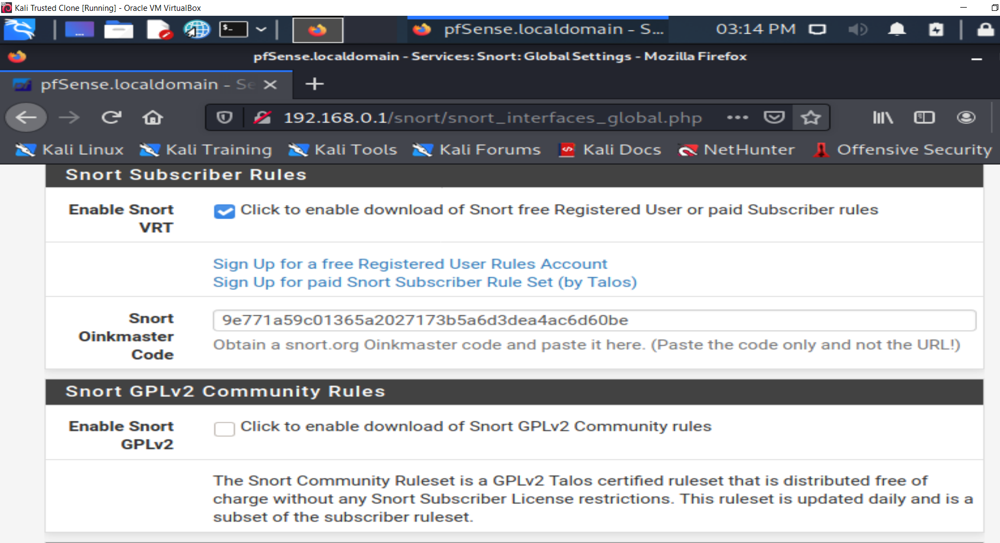 Kali Trusted Clone [Running] - Oracle VM VirtualBox
$_ pfSense.localdomain - S... 03:14 PM
pfSense.localdomain - Services: Snort: Global Settings - Mozilla Firefox
pfSense.localdomain - Se
192.168.0.1/snort/snort_interfaces_global.php
Kali Linux Kali Training Kali Tools Kali Forums Kali Docs NetHunter Offensive Security
Snort Subscriber Rules
Enable Snort VRT
Click to enable download of Snort free Registered User or paid Subscriber rules
Sign Up for a free Registered User Rules Account
Sign Up for paid Snort Subscriber Rule Set (by Talos)
Snort
Oinkmaster
Code
9e771a59c01365a2027173b5a6d3dea4ac6d60be
Obtain a snort.org Oinkmaster code and paste it here. (Paste the code only and not the URL!)
Snort GPLv2 Community Rules
Enable Snort
GPLv2
Click to enable download of Snort GPLv2 Community rules
The Snort Community Ruleset is a GPLv2 Talos certified ruleset that is distributed free of
charge without any Snort Subscriber License restrictions. This ruleset is updated daily and is a
subset of the subscriber ruleset.